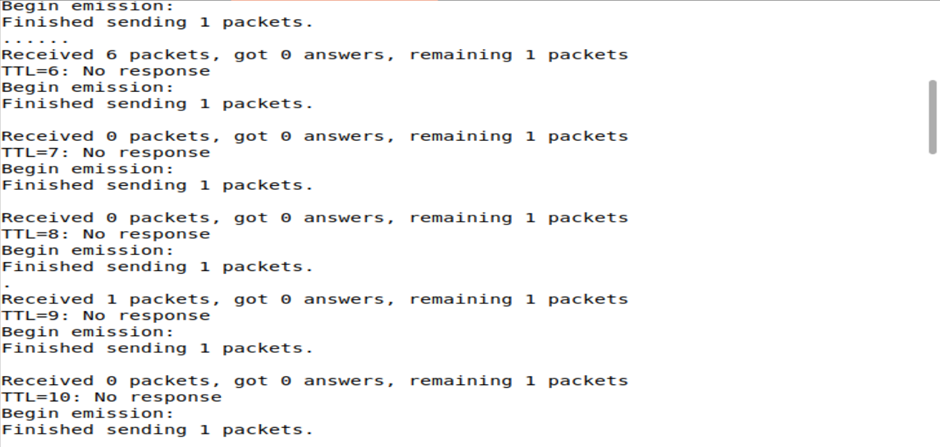 Begin emission:
Finished sending 1 packets.
......
Received 6 packets, got 0 answers, remaining 1 packets
TTL=6: No response
Begin emission:
Finished sending 1 packets.
Received 0 packets, got 0 answers, remaining 1 packets
TTL=7: No response
Begin emission:
Finished sending 1 packets.
Received 0 packets, got 0 answers, remaining 1 packets
TTL=8: No response
Begin emission:
Finished sending 1 packets.
.
Received 1 packets, got 0 answers, remaining 1 packets
TTL=9: No response
Begin emission:
Finished sending 1 packets.
Received 0 packets, got 0 answers, remaining 1 packets
TTL=10: No response
Begin emission:
Finished sending 1 packets.